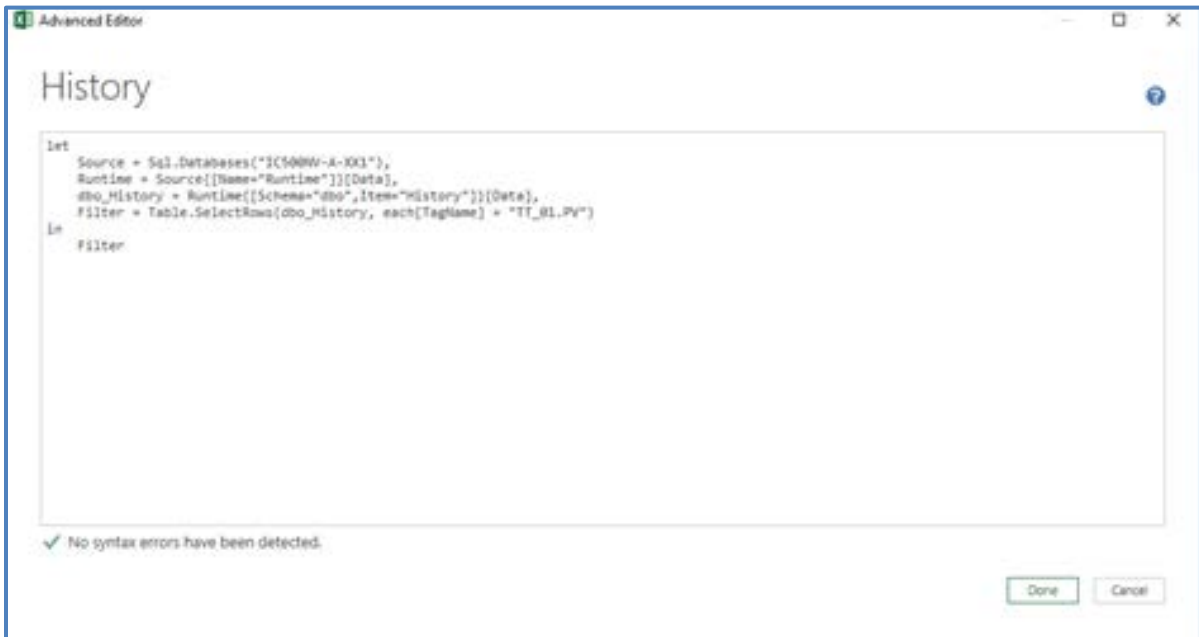 Advanced Editor
History
let
Source = Sql.Databases("IC500NV-A-XX1"),
Runtime = Source{[Name="Runtime"]}[Data],
dbo_History = Runtime{[Schema="dbo",Item="History"]}[Data],
Filter = Table.SelectRows(dbo_History, each[TagName] = "TT_01.PV")
in
Filter
No syntax errors have been detected.
Done
Cancel